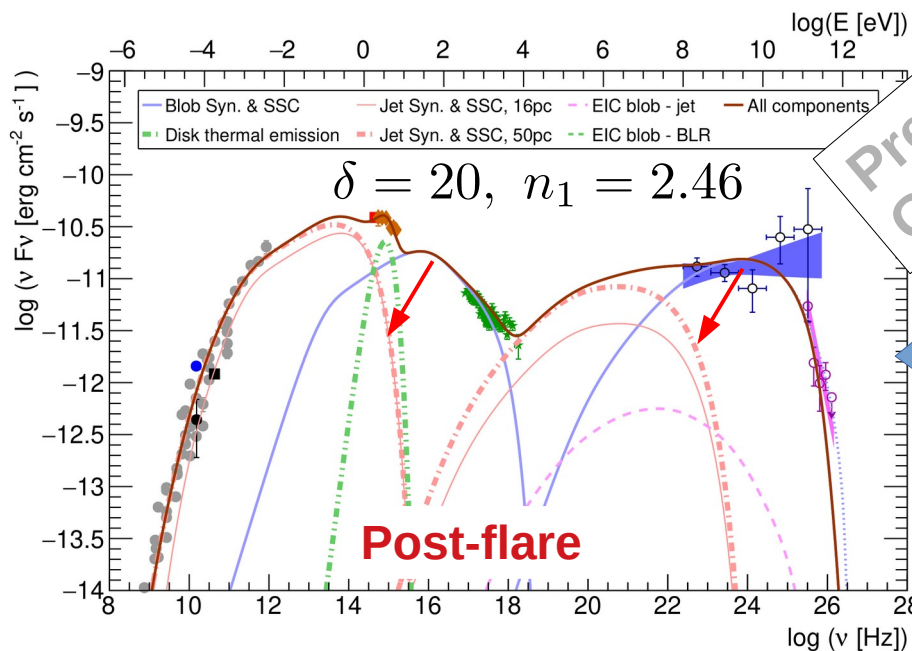 log(E [eV])
−6 −4 −2 0 2 4 6 8 10 12
log (ν Fν [erg cm⁻² s⁻¹ )
−9
−9.5
−10
−10.5
−11
−11.5
−12
−12.5
−13
−13.5
−14
Blob Syn. & SSC Jet Syn. & SSC, 16pc EIC blob - jet All components
Disk thermal emission Jet Syn. & SSC, 50pc EIC blob - BLR
δ = 20, n₁ = 2.46
Post-flare
8 10 12 14 16 18 20 22 24 26 28
log (ν [Hz])